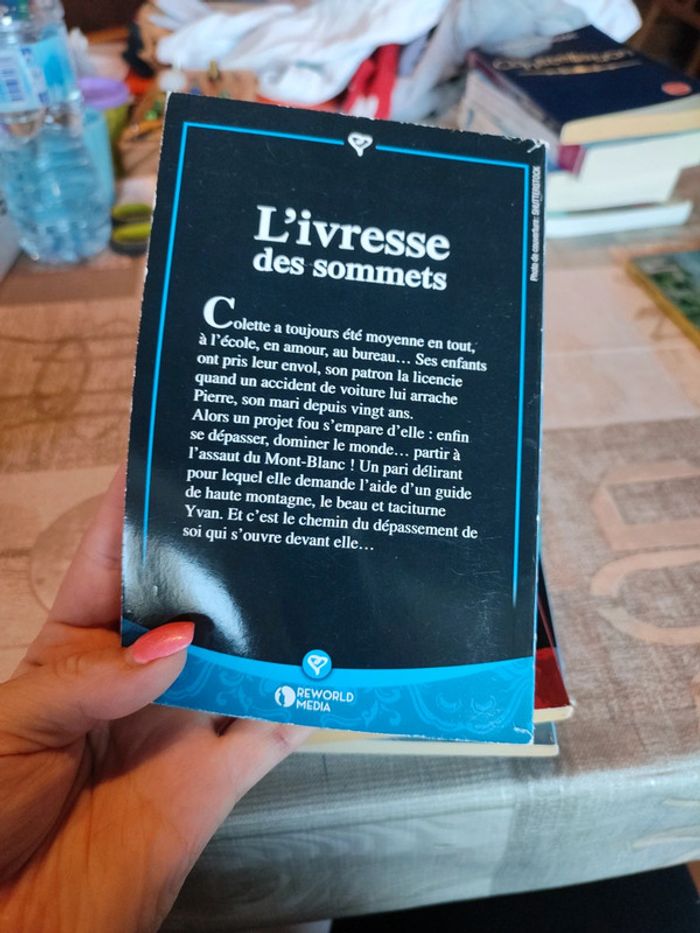 L'ivresse
des sommets
Colette a toujours été moyenne en tout,
à l'école, en amour, au bureau… Ses enfants
ont pris leur envol, son patron la licencie
quand un accident de voiture lui arrache
Pierre, son mari depuis vingt ans.
Alors un projet fou s'empare d'elle : enfin
se dépasser, dominer le monde… partir à
l'assaut du Mont-Blanc ! Un pari délirant
pour lequel elle demande l'aide d'un guide
de haute montagne, le beau et taciturne
Yvan. Et c'est le chemin du dépassement de
soi qui s'ouvre devant elle…
REWORLD
MEDIA
Photo de couverture : SHUTTERSTOCK